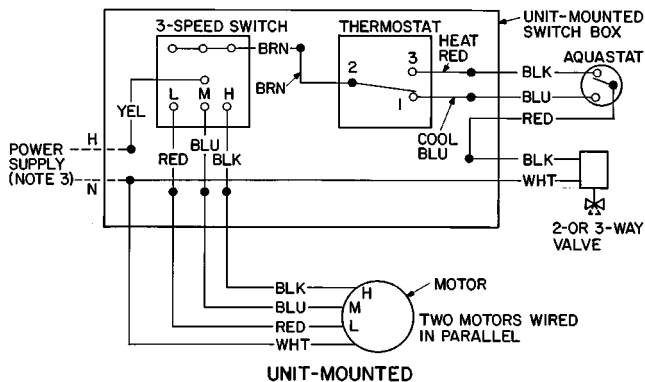 3-SPEED SWITCH
THERMOSTAT
UNIT-MOUNTED
SWITCH BOX
HEAT
RED
AQUASTAT
BRN
BRN
2
3
1
BLK
BLU
RED
L
M
H
YEL
COOL
BLU
H
POWER
SUPPLY
(NOTE 3)
N
RED
BLU
BLK
BLK
WHT
2-OR 3-WAY
VALVE
BLK
BLU
RED
WHT
H
M
L
MOTOR
TWO MOTORS WIRED
IN PARALLEL
UNIT-MOUNTED